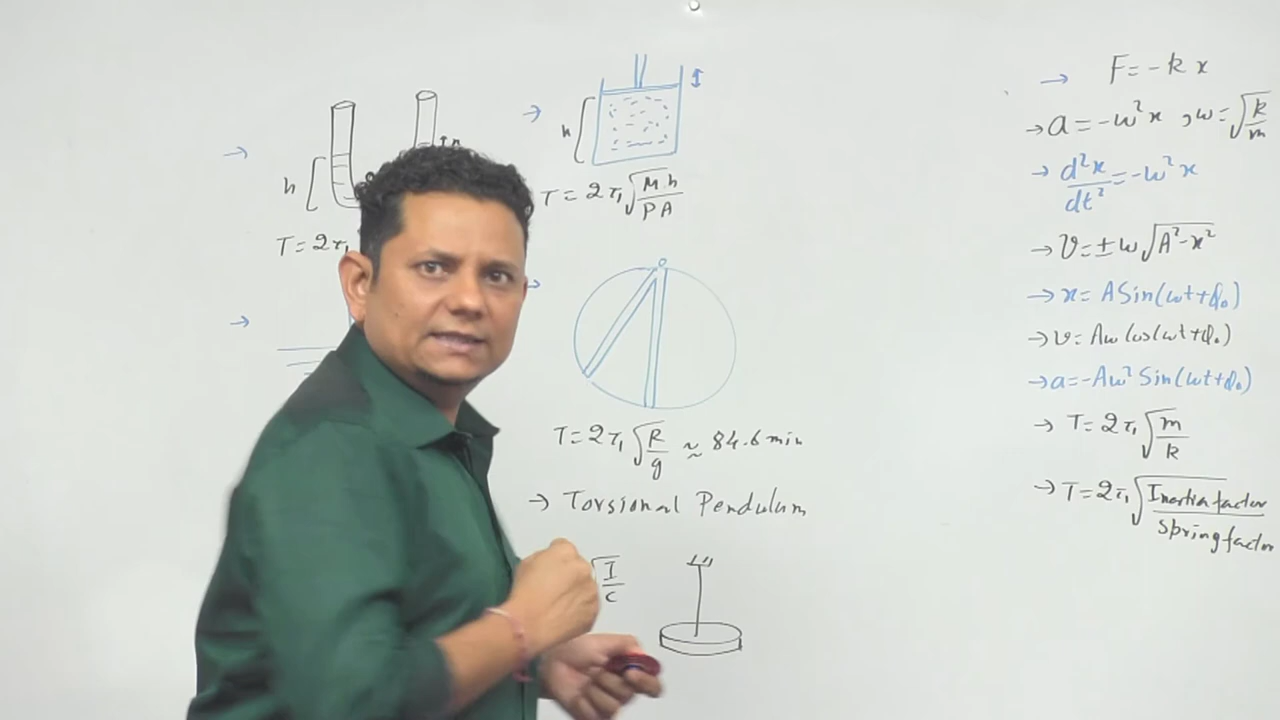 h
T = 2π
h
T = 2π√(Mh/PA)
T = 2π√(R/g) ≈ 84.6 min
→ Torsional Pendulum
√(I/c)
→ F = -kx
→ a = -ω²x , ω = √(k/m)
→ d²x/dt² = -ω²x
→ v = ± ω√(A²-x²)
→ x = A Sin(ωt+φ₀)
→ v = Aω Cos(ωt+φ₀)
→ a = -Aω² Sin(ωt+φ₀)
→ T = 2π√(m/k)
→ T = 2π√(Inertia factor/Spring factor)